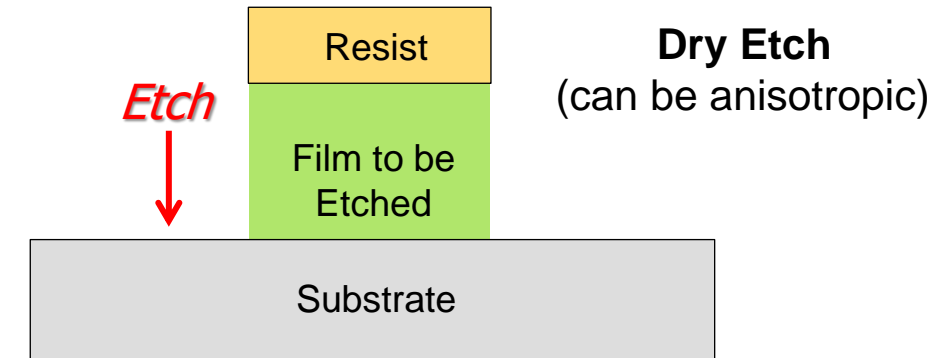 Resist
Dry Etch
(can be anisotropic)
Etch
Film to be
Etched
Substrate